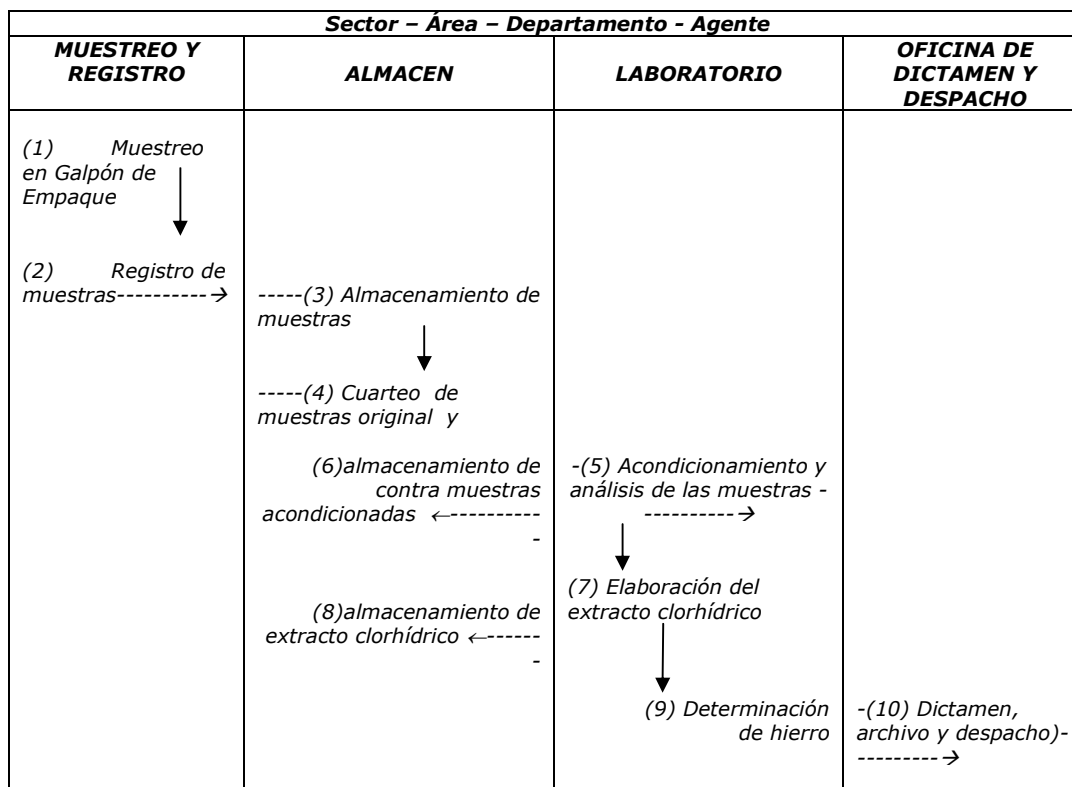 Sector – Área – Departamento - Agente
MUESTREO Y
REGISTRO
ALMACEN
LABORATORIO
OFICINA DE
DICTAMEN Y
DESPACHO
(1) Muestreo
en Galpón de
Empaque
(2) Registro de
muestras----------→
-----(3) Almacenamiento de
muestras
-----(4) Cuarteo de
muestras original y
(6)almacenamiento de
contra muestras
acondicionadas ←----------
-
-(5) Acondicionamiento y
análisis de las muestras -
----------→
(7) Elaboración del
extracto clorhídrico
(8)almacenamiento de
extracto clorhídrico ←------
-
(9) Determinación
de hierro
-(10) Dictamen,
archivo y despacho)-
---------→